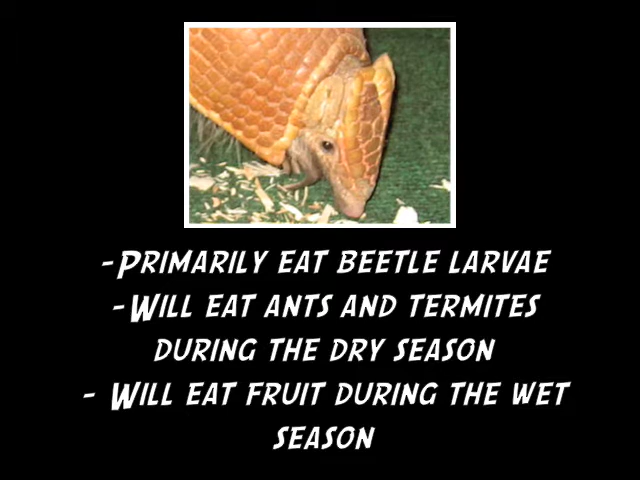 -Primarily eat beetle larvae
-Will eat ants and termites
during the dry season
- Will eat fruit during the wet
season